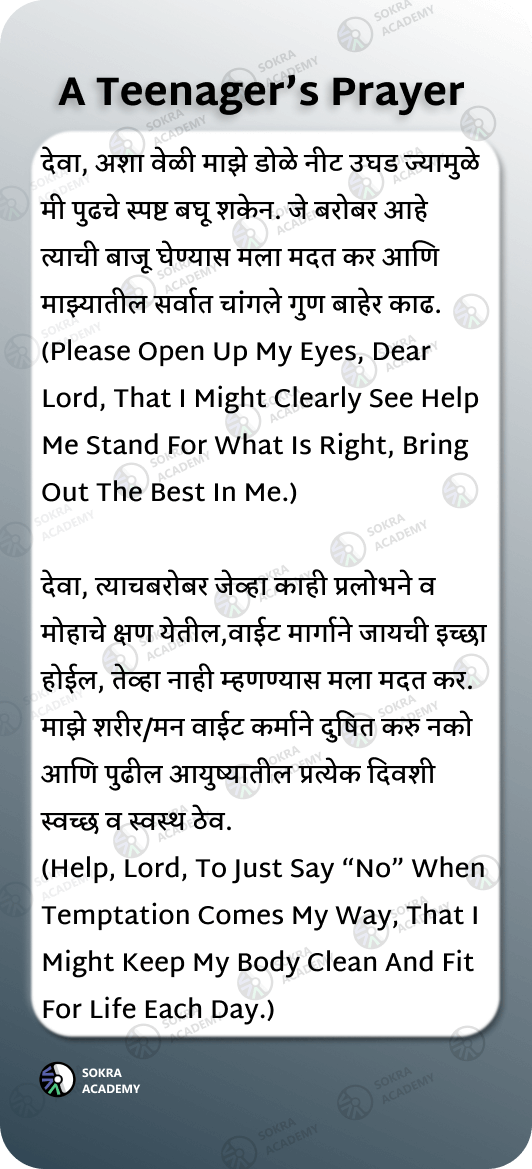 A Teenager’s Prayer
देवा, अशा वेळी माझे डोळे नीट उघड ज्यामुळे
मी पुढचे स्पष्ट बघू शकेन. जे बरोबर आहे
त्याची बाजू घेण्यास मला मदत कर आणि
माझ्यातील सर्वात चांगले गुण बाहेर काढ.
(Please Open Up My Eyes, Dear
Lord, That I Might Clearly See Help
Me Stand For What Is Right, Bring
Out The Best In Me.)
देवा, त्याचबरोबर जेव्हा काही प्रलोभने व
मोहाचे क्षण येतील,वाईट मार्गाने जायची इच्छा
होईल, तेव्हा नाही म्हणण्यास मला मदत कर.
माझे शरीर/मन वाईट कर्माने दुषित करु नको
आणि पुढील आयुष्यातील प्रत्येक दिवशी
स्वच्छ व स्वस्थ ठेव.
(Help, Lord, To Just Say “No” When
Temptation Comes My Way, That I
Might Keep My Body Clean And Fit
For Life Each Day.)
SOKRA
ACADEMY